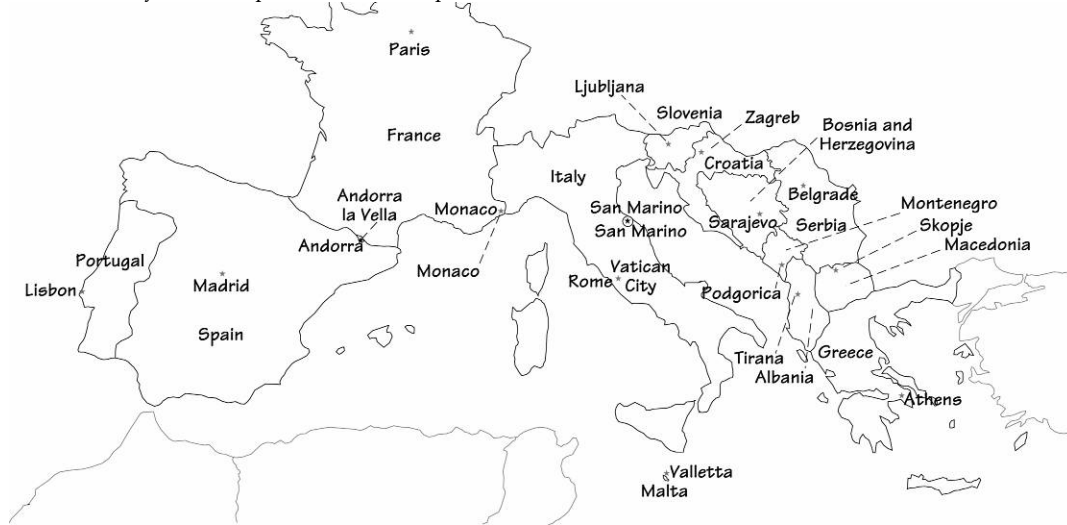 Paris
Ljubljana
Slovenia
Zagreb
Bosnia and
Herzegovina
France
Croatia
Italy
Andorra
la Vella
Belgrade
Monaco
San Marino
San Marino
Sarajevo
Serbia
Montenegro
Skopje
Macedonia
Andorra
Portugal
Monaco
Lisbon
Madrid
Rome
Vatican
City
Podgorica
Spain
Tirana
Albania
Greece
Athens
Valletta
Malta